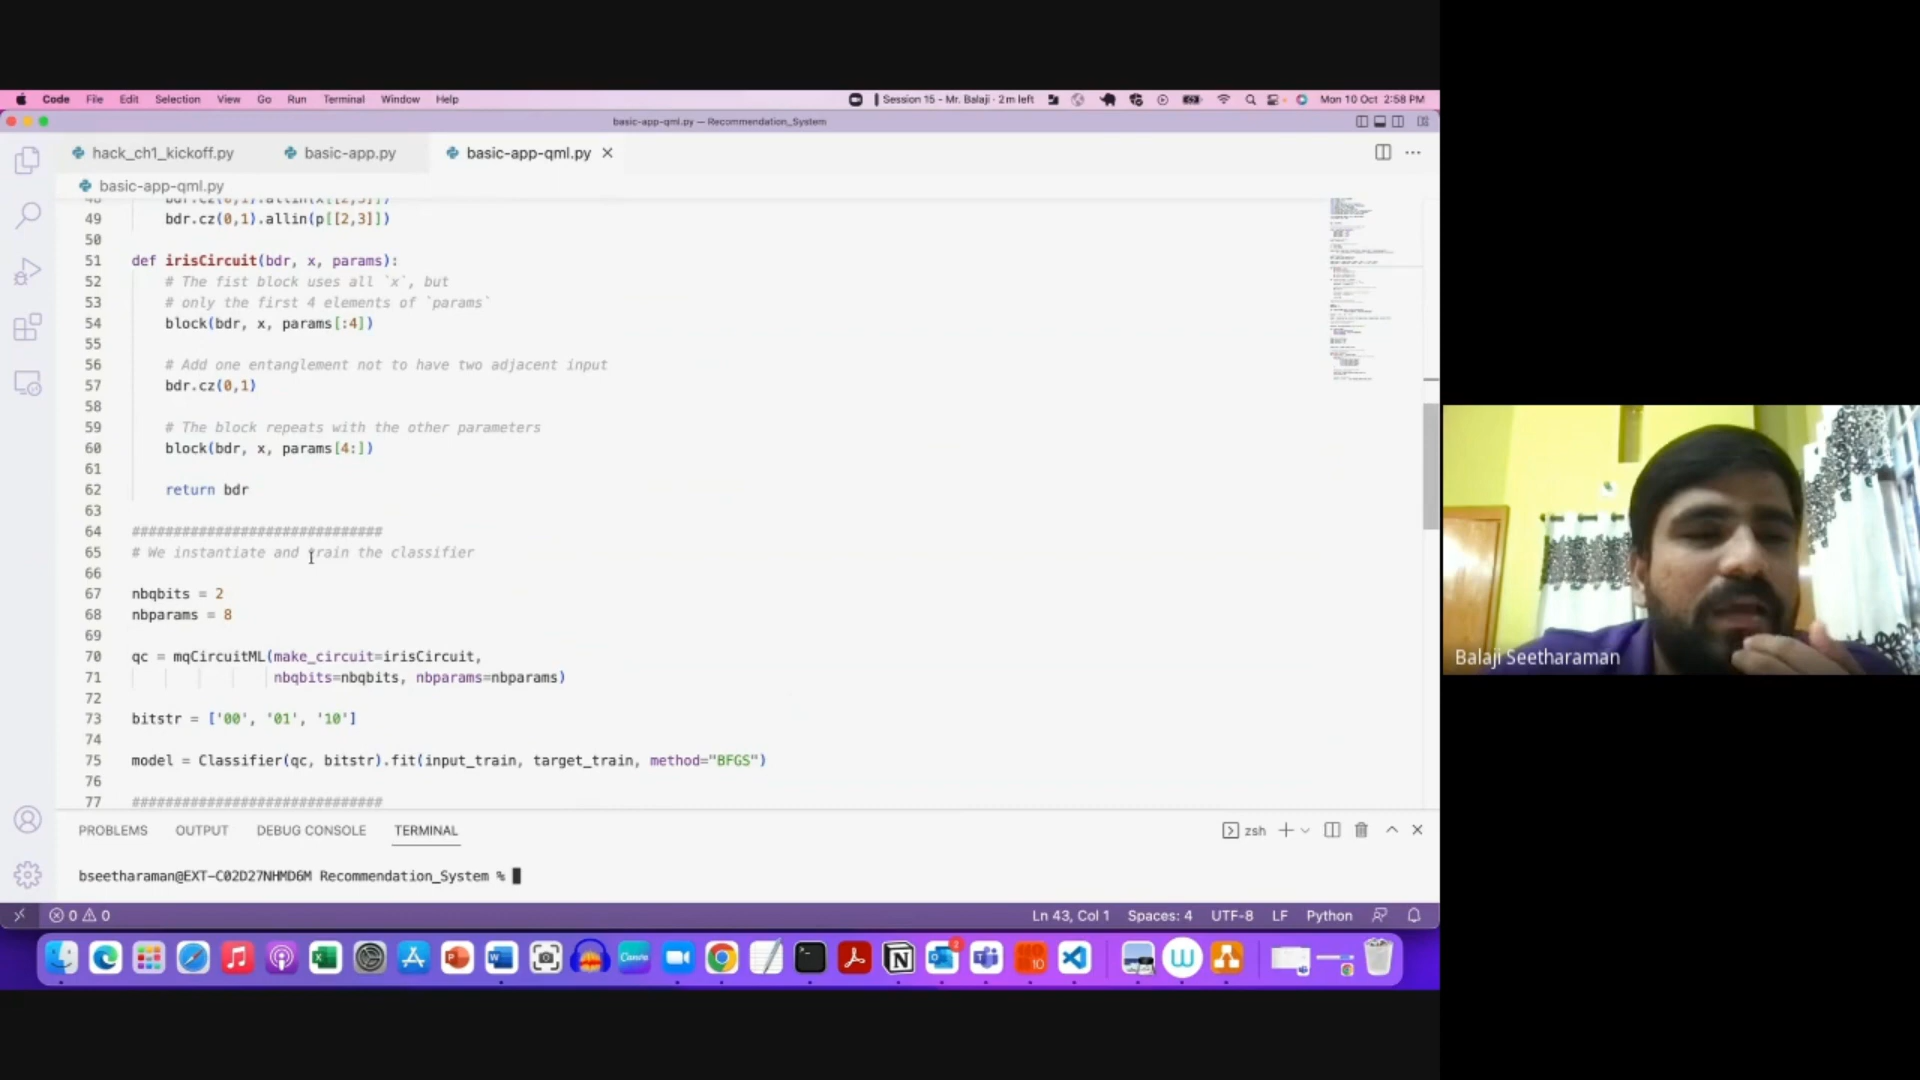 Code File Edit Selection View Go Run Terminal Window Help
Session 15 - Mr. Balaji · 2m left
Mon 10 Oct 2:58 PM
basic-app-qml.py — Recommendation_System
hack_ch1_kickoff.py
basic-app.py
basic-app-qml.py
basic-app-qml.py
48 bdr.cz(0,1).allin(x[[2,3]])
49 bdr.cz(0,1).allin(p[[2,3]])
50
51 def irisCircuit(bdr, x, params):
52 # The fist block uses all `x`, but
53 # only the first 4 elements of `params`
54 block(bdr, x, params[:4])
55
56 # Add one entanglement not to have two adjacent input
57 bdr.cz(0,1)
58
59 # The block repeats with the other parameters
60 block(bdr, x, params[4:])
61
62 return bdr
63
64 ##############################
65 # We instantiate and train the classifier
66
67 nbqbits = 2
68 nbparams = 8
69
70 qc = mqCircuitML(make_circuit=irisCircuit,
71 nbqbits=nbqbits, nbparams=nbparams)
72
73 bitstr = ['00', '01', '10']
74
75 model = Classifier(qc, bitstr).fit(input_train, target_train, method="BFGS")
76
77 ##############################
PROBLEMS OUTPUT DEBUG CONSOLE TERMINAL
zsh
bseetharaman@EXT-C02D27NHMD6M Recommendation_System %
0 0
Ln 43, Col 1 Spaces: 4 UTF-8 LF Python
Balaji Seetharaman